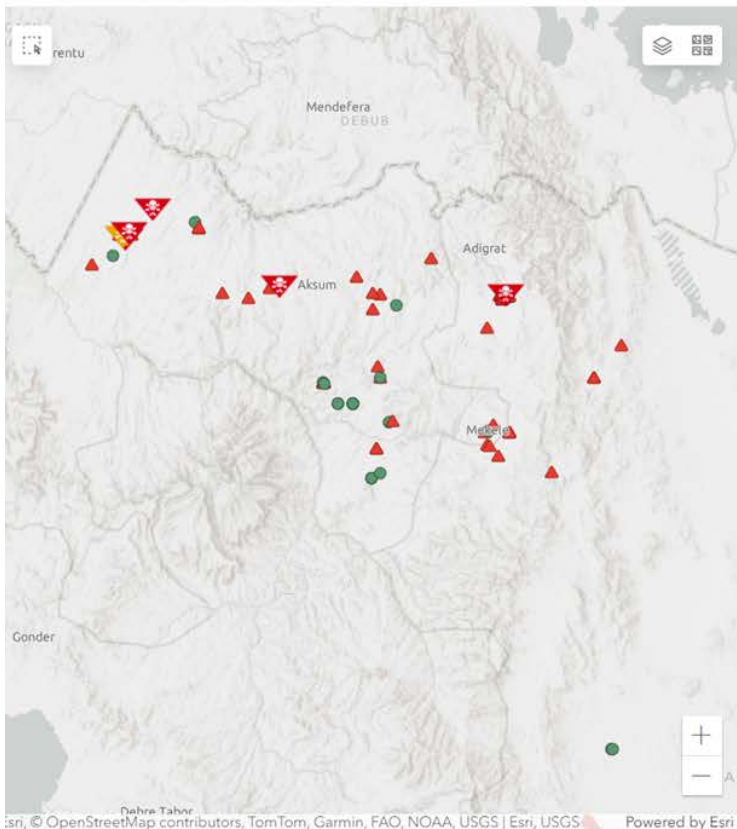 rentu
Mendefera
DEBUB
Adigrat
Aksum
Mekele
Gonder
Debre Tabor
A
Esri, © OpenStreetMap contributors, TomTom, Garmin, FAO, NOAA, USGS | Esri, USGS
Powered by Esri